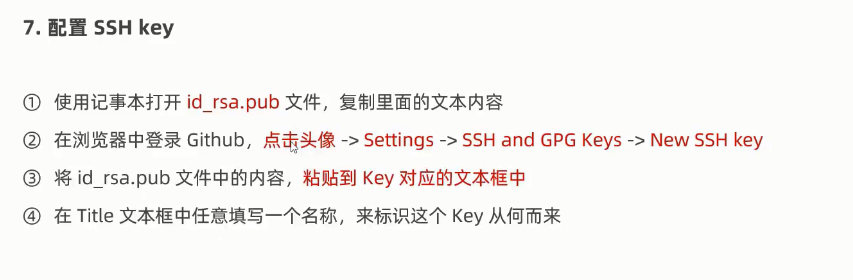 7. 配置 SSH key
① 使用记事本打开 id_rsa.pub 文件，复制里面的文本内容
② 在浏览器中登录 Github，点击头像 -> Settings -> SSH and GPG Keys -> New SSH key
③ 将 id_rsa.pub 文件中的内容，粘贴到 Key 对应的文本框中
④ 在 Title 文本框中任意填写一个名称，来标识这个 Key 从何而来